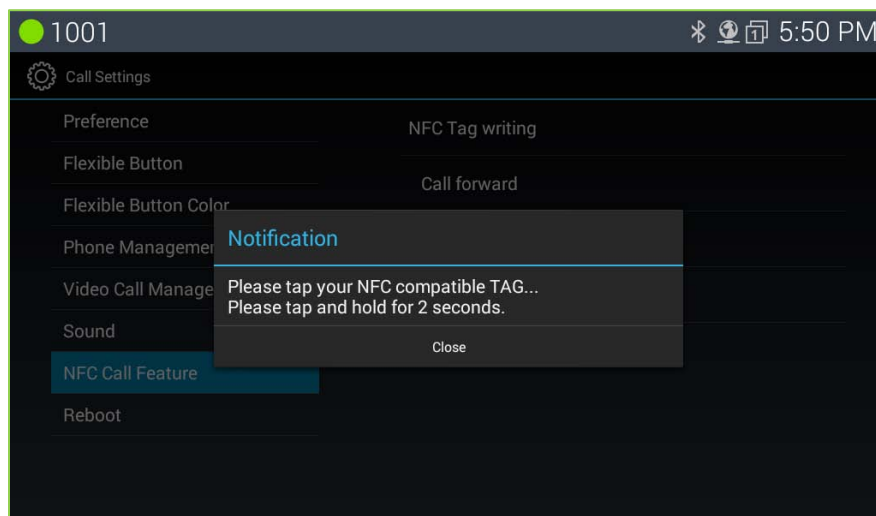 1001
1
5:50 PM
Call Settings
Preference
NFC Tag writing
Flexible Button
Call forward
Flexible Button Color
Phone Managemen
Notification
Video Call Manage
Please tap your NFC compatible TAG...
Please tap and hold for 2 seconds.
Sound
Close
NFC Call Feature
Reboot